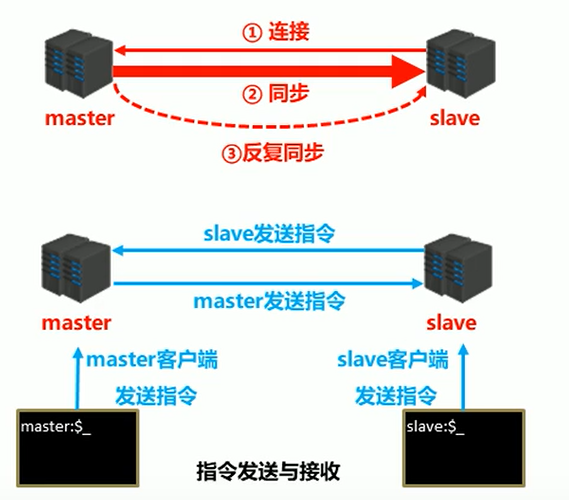 ① 连接
② 同步
master
slave
③反复同步
slave发送指令
master发送指令
master
slave
master客户端
发送指令
slave客户端
发送指令
master:$_
slave:$_
指令发送与接收